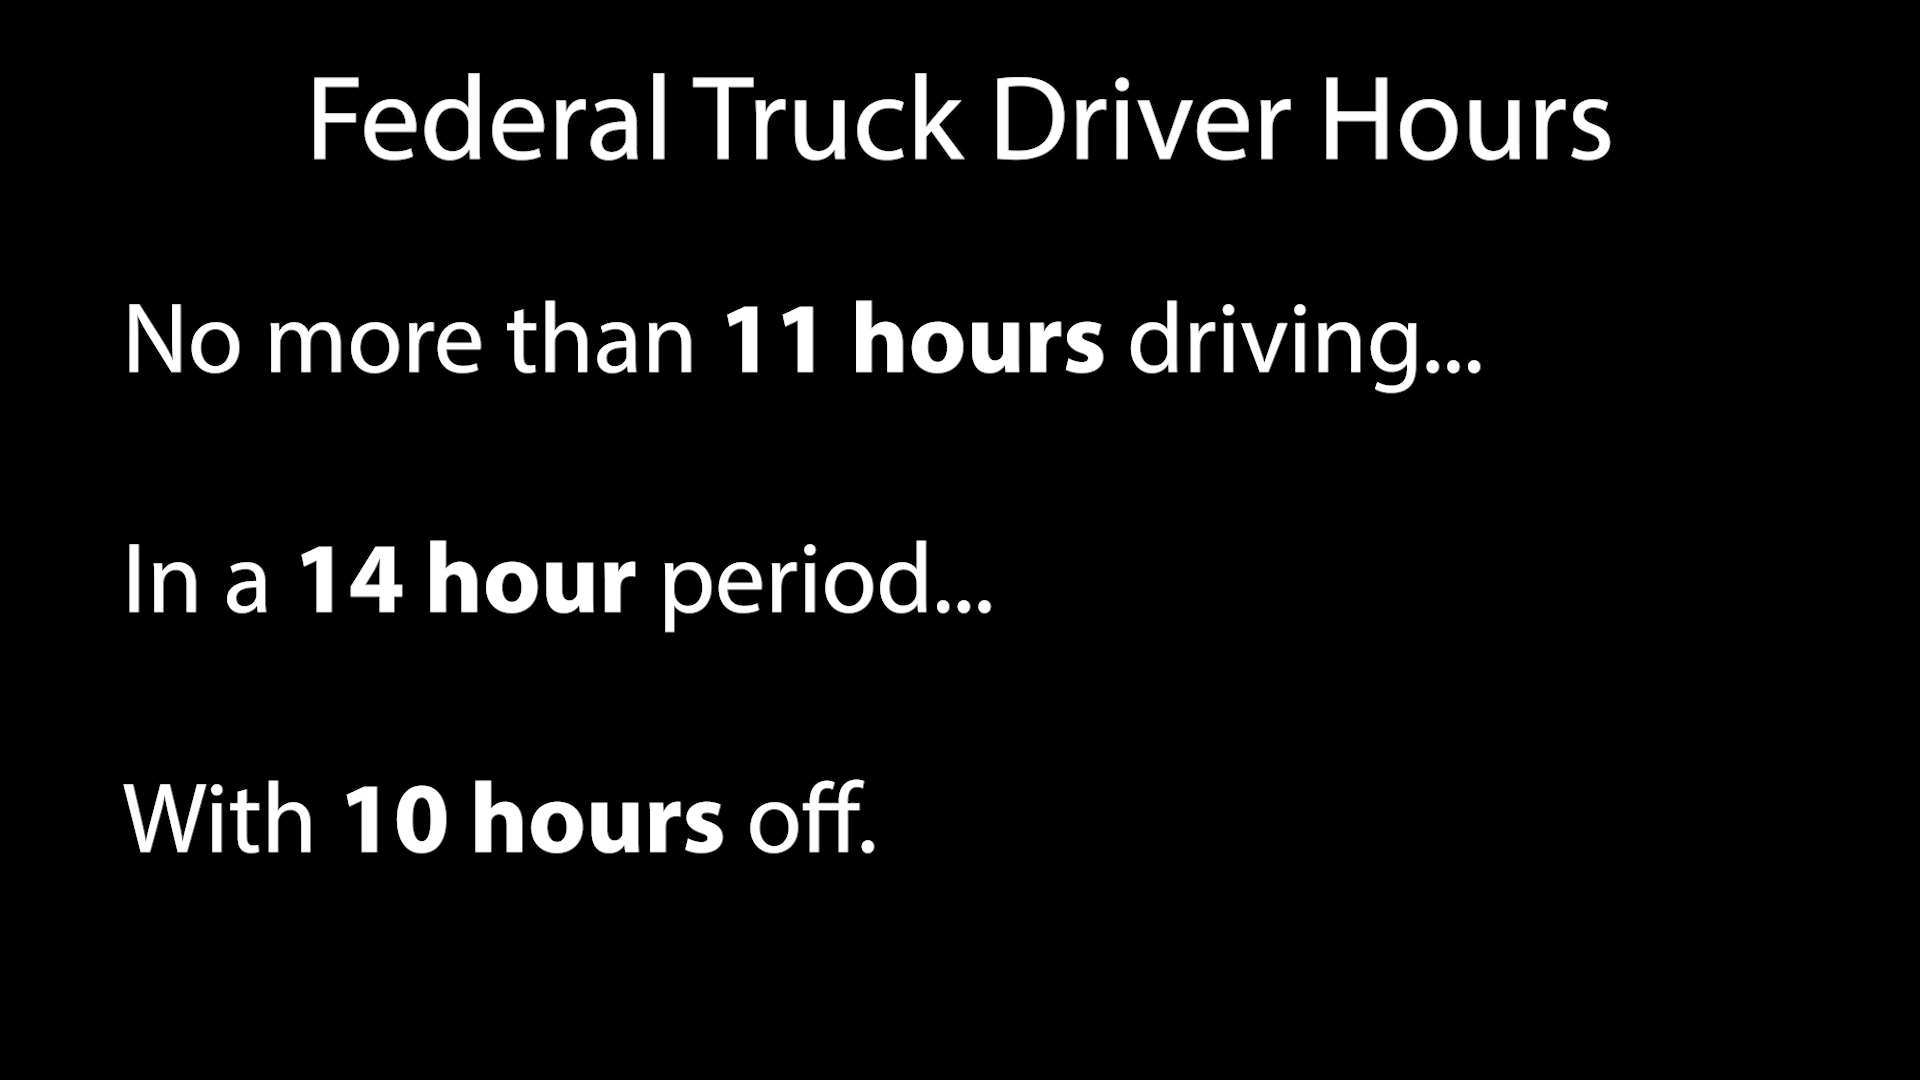 Federal Truck Driver Hours
No more than 11 hours driving...
In a 14 hour period...
With 10 hours off.